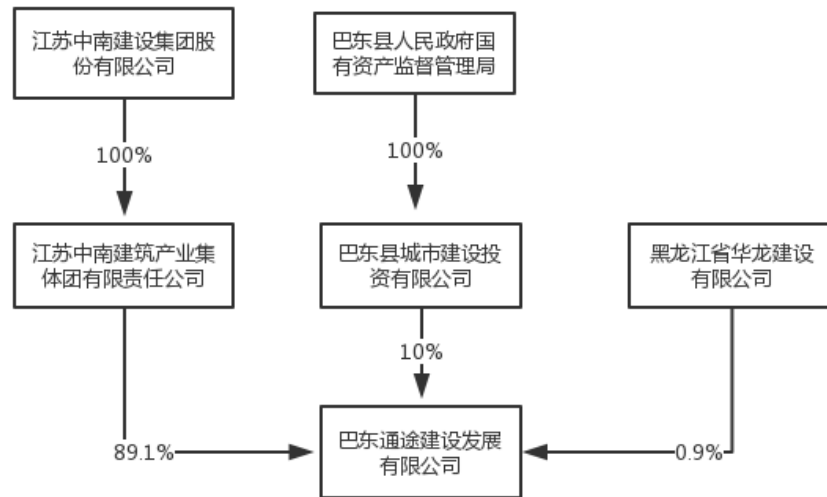 江苏中南建设集团股
份有限公司
巴东县人民政府国
有资产监督管理局
100%
100%
江苏中南建筑产业集
体团有限责任公司
巴东县城市建设投
资有限公司
黑龙江省华龙建设
有限公司
10%
89.1%
巴东通途建设发展
有限公司
0.9%